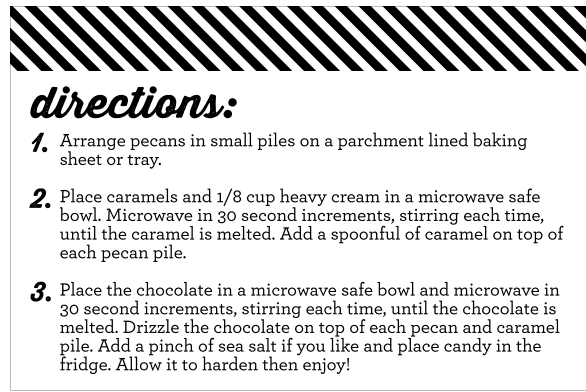 directions:
1. Arrange pecans in small piles on a parchment lined baking
sheet or tray.
2. Place caramels and 1/8 cup heavy cream in a microwave safe
bowl. Microwave in 30 second increments, stirring each time,
until the caramel is melted. Add a spoonful of caramel on top of
each pecan pile.
3. Place the chocolate in a microwave safe bowl and microwave in
30 second increments, stirring each time, until the chocolate is
melted. Drizzle the chocolate on top of each pecan and caramel
pile. Add a pinch of sea salt if you like and place candy in the
fridge. Allow it to harden then enjoy!